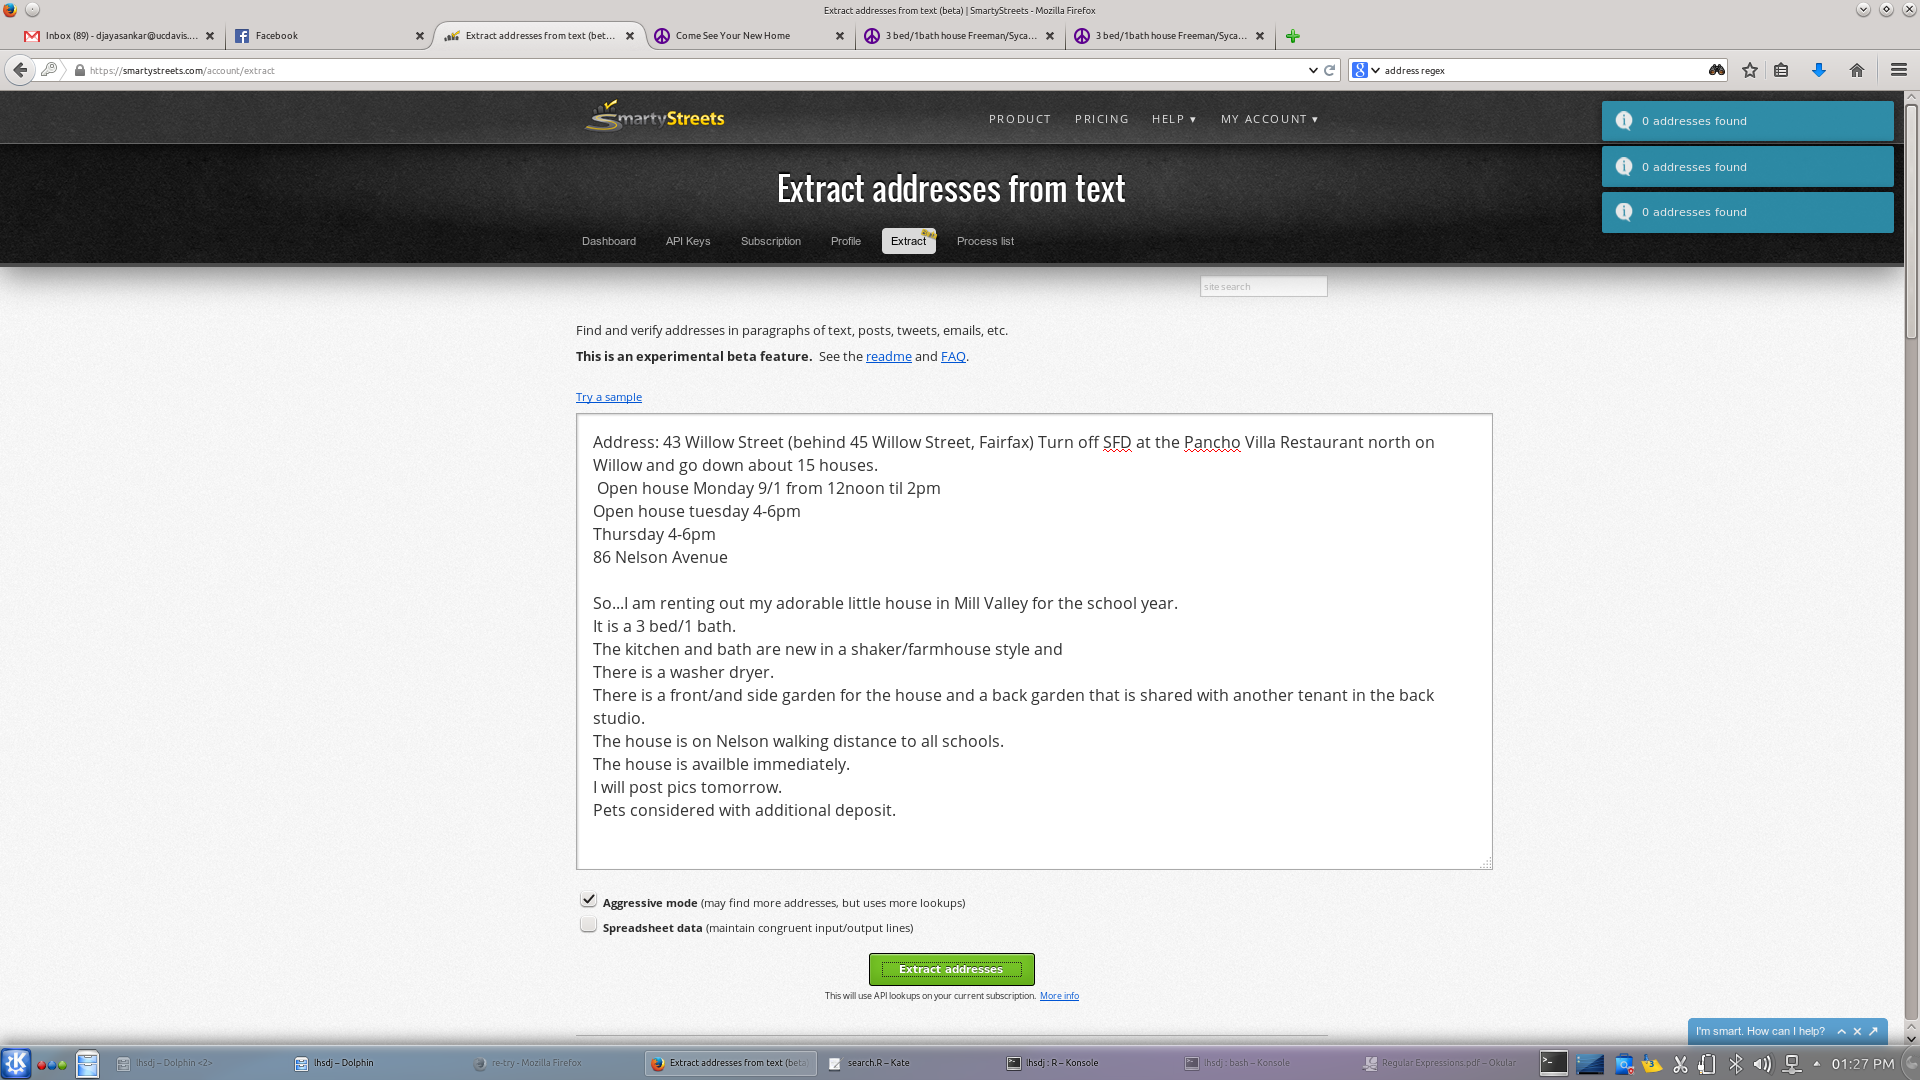 Extract addresses from text (beta) | SmartyStreets - Mozilla Firefox
Inbox (89) - djayasankar@ucdavis....
Facebook
Extract addresses from text (bet...
Come See Your New Home
3 bed/1bath house Freeman/Syca...
3 bed/1bath house Freeman/Syca...
https://smartystreets.com/account/extract
address regex
SmartyStreets
PRODUCT
PRICING
HELP ▾
MY ACCOUNT ▾
0 addresses found
0 addresses found
0 addresses found
Extract addresses from text
Dashboard
API Keys
Subscription
Profile
Extract
Beta
Process list
site search
Find and verify addresses in paragraphs of text, posts, tweets, emails, etc.
This is an experimental beta feature. See the readme and FAQ.
Try a sample
Address: 43 Willow Street (behind 45 Willow Street, Fairfax) Turn off SFD at the Pancho Villa Restaurant north on
Willow and go down about 15 houses.
Open house Monday 9/1 from 12noon til 2pm
Open house tuesday 4-6pm
Thursday 4-6pm
86 Nelson Avenue
So...I am renting out my adorable little house in Mill Valley for the school year.
It is a 3 bed/1 bath.
The kitchen and bath are new in a shaker/farmhouse style and
There is a washer dryer.
There is a front/and side garden for the house and a back garden that is shared with another tenant in the back
studio.
The house is on Nelson walking distance to all schools.
The house is availble immediately.
I will post pics tomorrow.
Pets considered with additional deposit.
Aggressive mode (may find more addresses, but uses more lookups)
Spreadsheet data (maintain congruent input/output lines)
Extract addresses
This will use API lookups on your current subscription. More info
I'm smart. How can I help?
lhsdj – Dolphin <2>
lhsdj – Dolphin
re-try - Mozilla Firefox
Extract addresses from text (beta
search.R – Kate
lhsdj : R – Konsole
lhsdj : bash – Konsole
Regular Expressions.pdf – Okular
3
01:27 PM